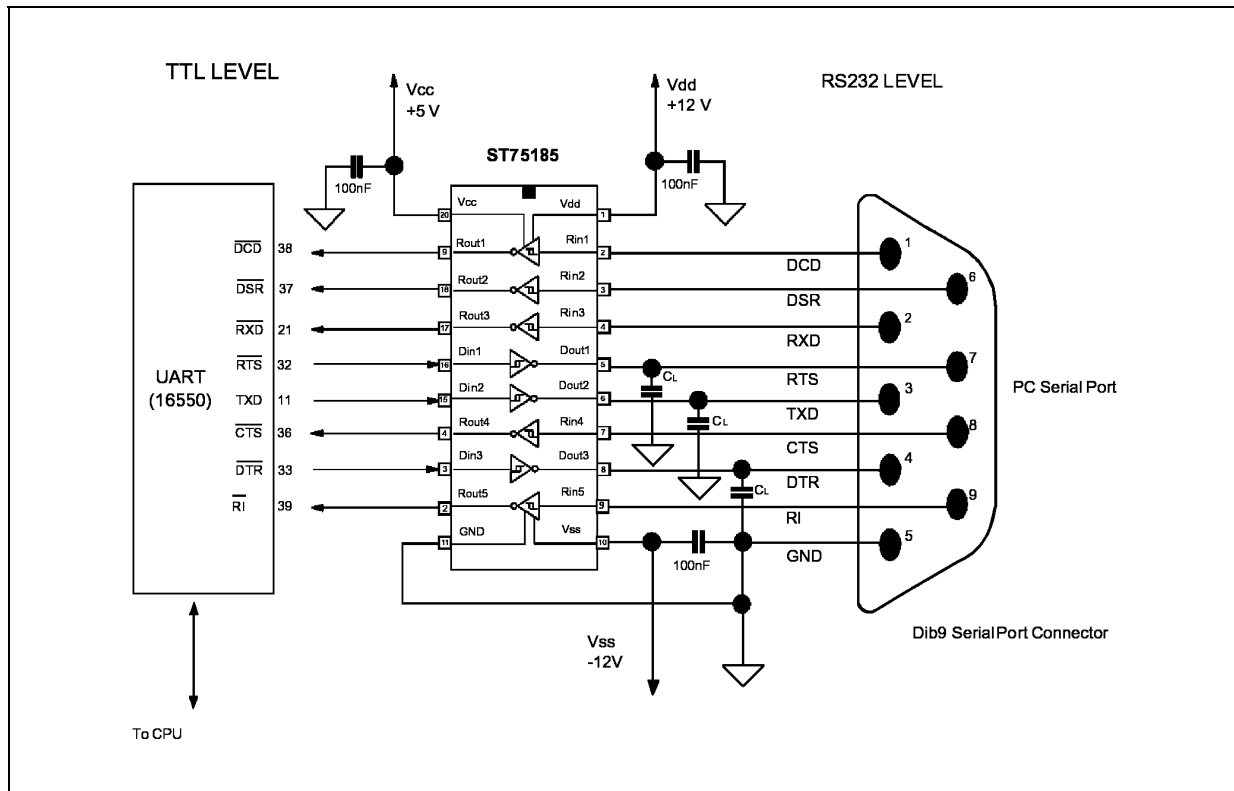 TTL LEVEL
RS232 LEVEL
Vcc
+5 V
Vdd
+12 V
ST75185
100nF
100nF
Vcc
Vdd
20
1
DCD 38
9
Rout1
Rin1
2
DCD
1
DSR 37
18
Rout2
Rin2
3
DSR
6
RXD 21
17
Rout3
Rin3
4
RXD
2
RTS 32
16
Din1
Dout1
5
CL
RTS
7
UART
(16550)
TXD 11
15
Din2
Dout2
6
CL
TXD
3
PC Serial Port
CTS 36
4
Rout4
Rin4
7
CTS
8
DTR 33
3
Din3
Dout3
8
CL
DTR
4
RI 39
2
Rout5
Rin5
9
RI
9
11
GND
Vss
10
100nF
GND
5
Vss
-12V
Dib9 SerialPort Connector
To CPU